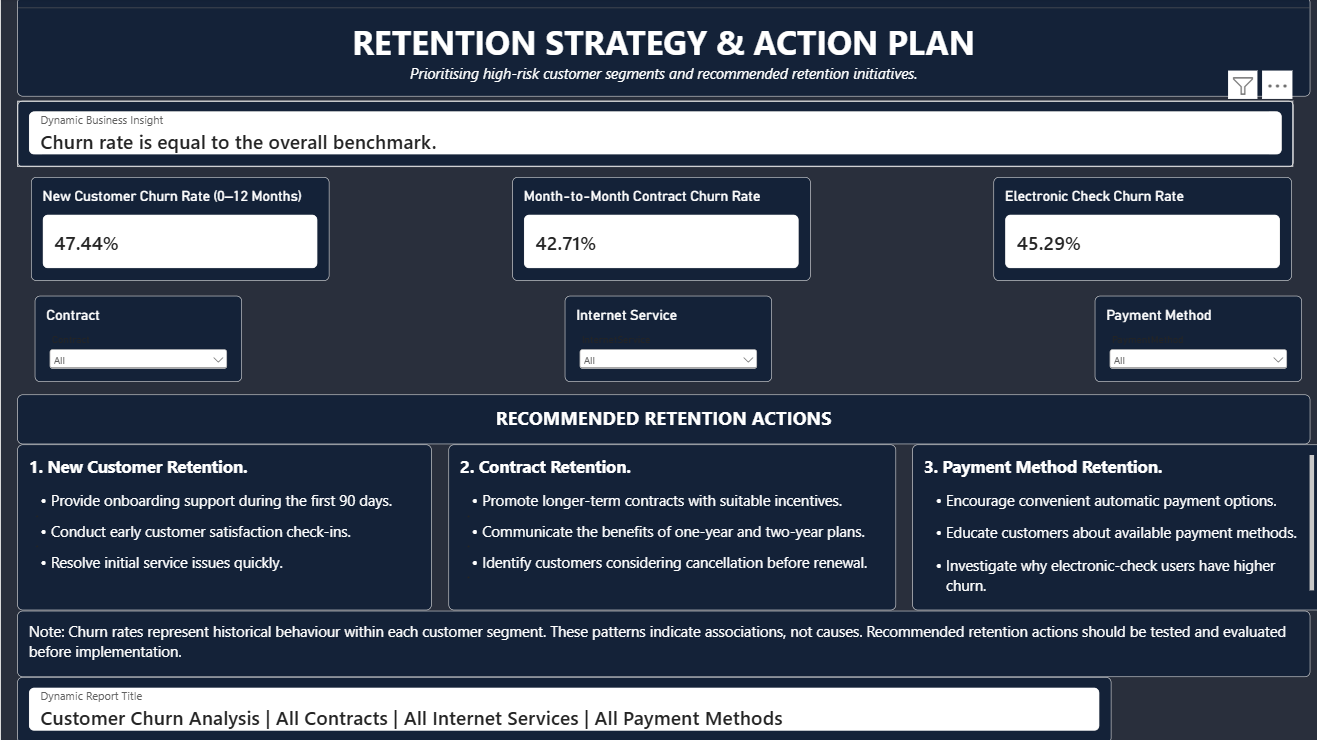 RETENTION STRATEGY & ACTION PLAN
Prioritising high-risk customer segments and recommended retention initiatives.
Dynamic Business Insight
Churn rate is equal to the overall benchmark.
New Customer Churn Rate (0–12 Months)
47.44%
Month-to-Month Contract Churn Rate
42.71%
Electronic Check Churn Rate
45.29%
Contract
All
Internet Service
All
Payment Method
All
RECOMMENDED RETENTION ACTIONS
1. New Customer Retention.
• Provide onboarding support during the first 90 days.
• Conduct early customer satisfaction check-ins.
• Resolve initial service issues quickly.
2. Contract Retention.
• Promote longer-term contracts with suitable incentives.
• Communicate the benefits of one-year and two-year plans.
• Identify customers considering cancellation before renewal.
3. Payment Method Retention.
• Encourage convenient automatic payment options.
• Educate customers about available payment methods.
• Investigate why electronic-check users have higher
churn.
Note: Churn rates represent historical behaviour within each customer segment. These patterns indicate associations, not causes. Recommended retention actions should be tested and evaluated
before implementation.
Dynamic Report Title
Customer Churn Analysis | All Contracts | All Internet Services | All Payment Methods